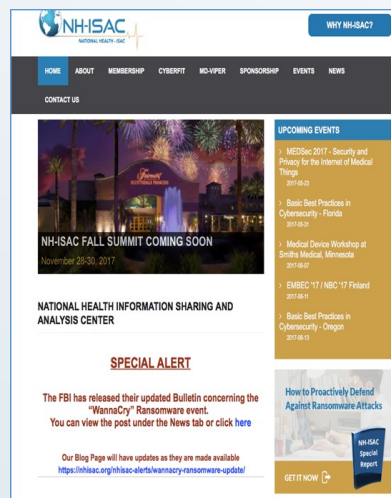 NH-ISAC
NATIONAL HEALTH - ISAC
WHY NH-ISAC?
HOME ABOUT MEMBERSHIP CYBERFIT MD-VIPER SPONSORSHIP EVENTS NEWS
CONTACT US
Fairmont
SCOTTSDALE PRINCESS
NH-ISAC FALL SUMMIT COMING SOON
November 28-30, 2017
NATIONAL HEALTH INFORMATION SHARING AND
ANALYSIS CENTER
SPECIAL ALERT
The FBI has released their updated Bulletin concerning the
"WannaCry" Ransomware event.
You can view the post under the News tab or click here
Our Blog Page will have updates as they are made available
https://nhisac.org/nhisac-alerts/wannacry-ransomware-update/
UPCOMING EVENTS
> MEDSec 2017 - Security and
Privacy for the Internet of Medical
Things
2017-05-23
> Basic Best Practices in
Cybersecurity - Florida
2017-05-31
> Medical Device Workshop at
Smiths Medical, Minnesota
2017-06-07
> EMBEC '17 / NBC '17 Finland
2017-06-11
> Basic Best Practices in
Cybersecurity - Oregon
2017-06-13
How to Proactively Defend
Against Ransomware Attacks
NH-ISAC
Special
Report
GET IT NOW